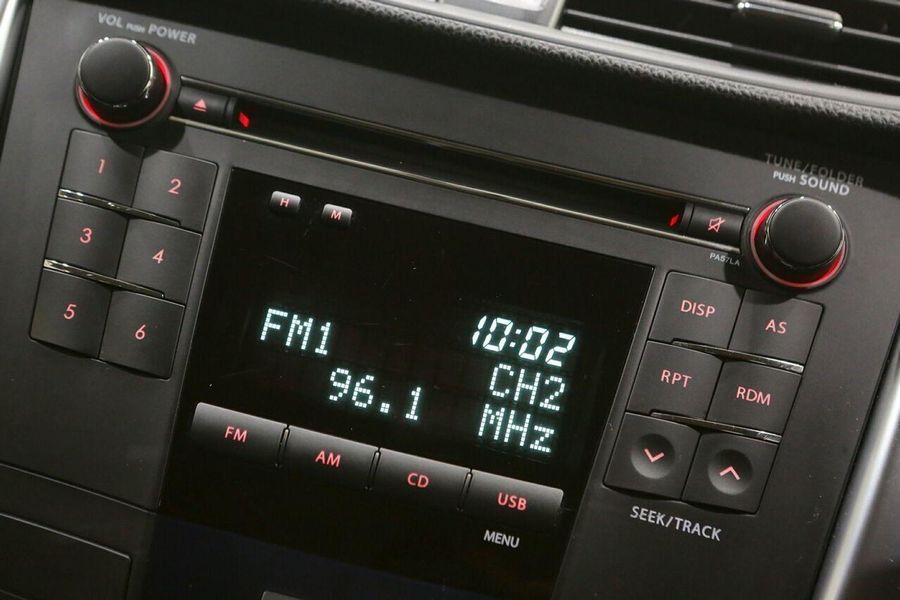 VOL PUSH POWER
TUNE/FOLDER
PUSH SOUND
PA57LA
1
2
3
4
5
6
H
M
FM1
10:02
CH2
96.1
MHz
DISP
AS
RPT
RDM
FM
AM
CD
USB
MENU
SEEK/TRACK